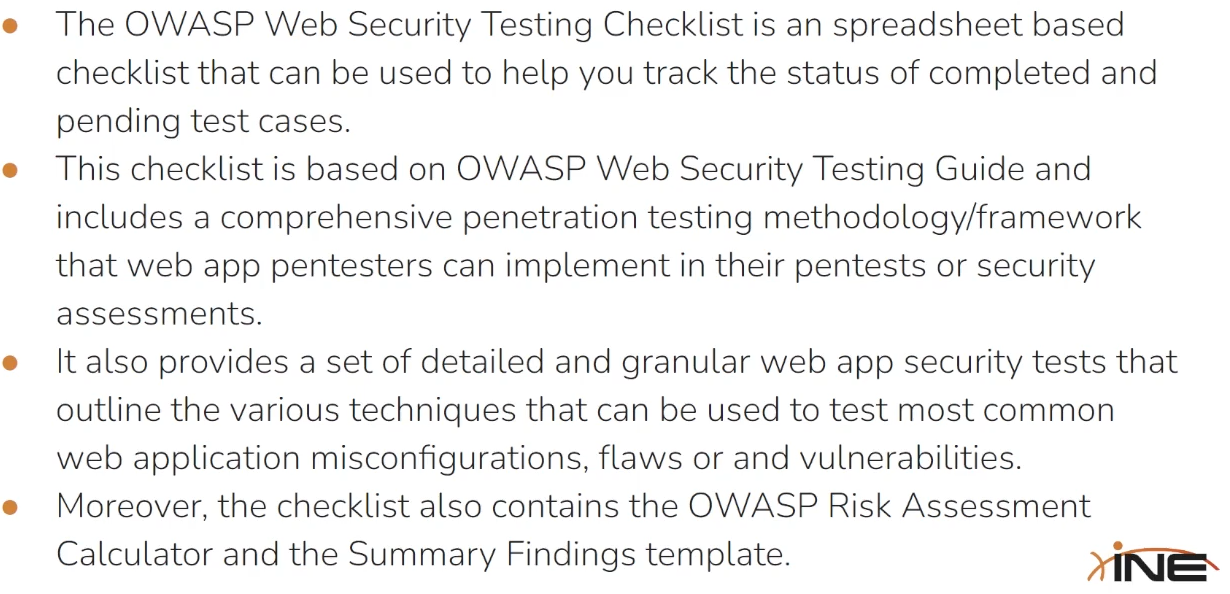 The OWASP Web Security Testing Checklist is an spreadsheet based
checklist that can be used to help you track the status of completed and
pending test cases.
This checklist is based on OWASP Web Security Testing Guide and
includes a comprehensive penetration testing methodology/framework
that web app pentesters can implement in their pentests or security
assessments.
It also provides a set of detailed and granular web app security tests that
outline the various techniques that can be used to test most common
web application misconfigurations, flaws or and vulnerabilities.
Moreover, the checklist also contains the OWASP Risk Assessment
Calculator and the Summary Findings template.
iNE